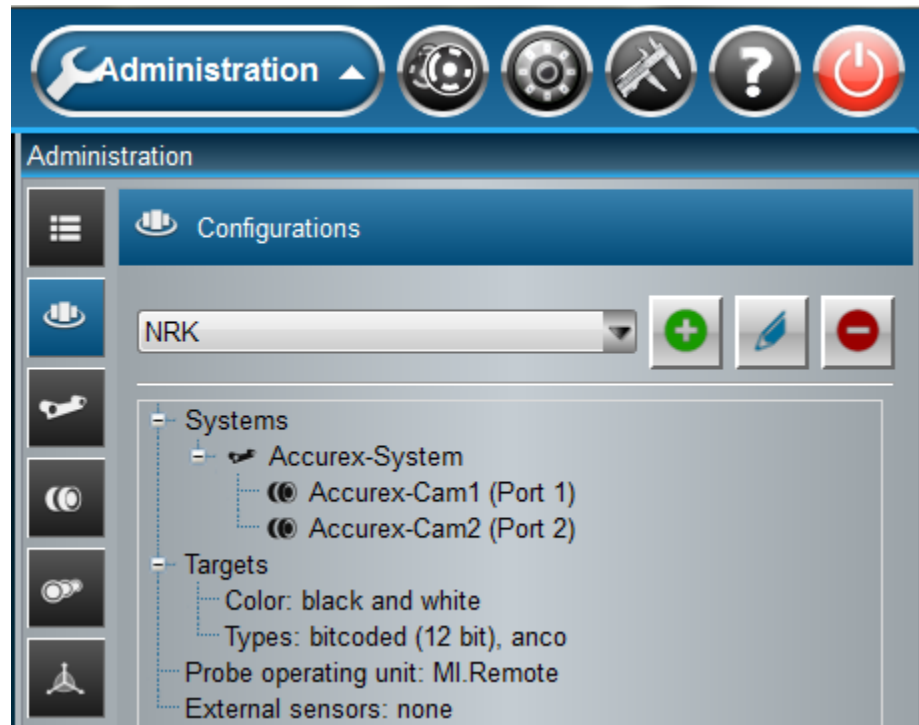 Administration
Administration
Configurations
NRK
Systems
Accurex-System
Accurex-Cam1 (Port 1)
Accurex-Cam2 (Port 2)
Targets
Color: black and white
Types: bitcoded (12 bit), anco
Probe operating unit: MI.Remote
External sensors: none